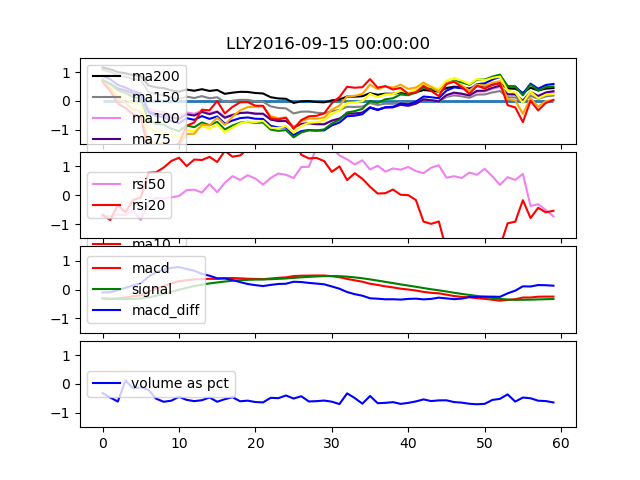 LLY2016-09-15 00:00:00
1
0
−1
ma200
ma150
ma100
ma75
1
0
−1
rsi50
rsi20
ma10
1
0
−1
macd
signal
macd_diff
1
0
−1
volume as pct
0 10 20 30 40 50 60